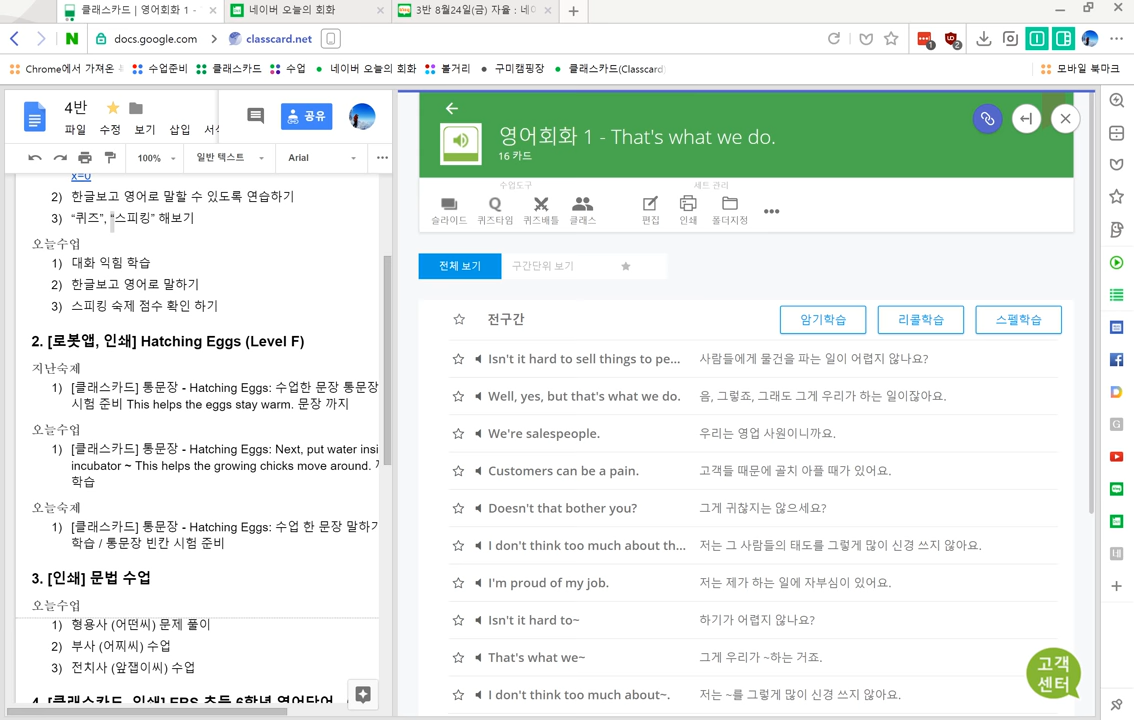 클래스카드 | 영어회화 1 -
네이버 오늘의 회화
3반 8월24일(금) 자율 : 네이
docs.google.com
classcard.net
Chrome에서 가져온
수업준비
클래스카드
수업
네이버 오늘의 회화
볼거리
구미캠핑장
클래스카드(Classcard
모바일 북마크
4반
공유
파일 수정 보기 삽입 서식
100% 일반 텍스트 Arial
x=0
2) 한글보고 영어로 말할 수 있도록 연습하기
3) “퀴즈”, “스피킹” 해보기
오늘수업
1) 대화 익힘 학습
2) 한글보고 영어로 말하기
3) 스피킹 숙제 점수 확인 하기
2. [로봇앱, 인쇄] Hatching Eggs (Level F)
지난숙제
1) [클래스카드] 통문장 - Hatching Eggs: 수업한 문장 통문장
시험 준비 This helps the eggs stay warm. 문장 까지
오늘수업
1) [클래스카드] 통문장 - Hatching Eggs: Next, put water insi
incubator ~ This helps the growing chicks move around.
학습
오늘숙제
1) [클래스카드] 통문장 - Hatching Eggs: 수업 한 문장 말하기
학습 / 통문장 빈칸 시험 준비
3. [인쇄] 문법 수업
오늘수업
1) 형용사 (어떤씨) 문제 풀이
2) 부사 (어찌씨) 수업
3) 전치사 (앞잽이씨) 수업
4. [클래스카드, 인쇄] EBS 초등 6학년 영어단어
영어회화 1 - That's what we do.
16 카드
수업도구 세트 관리
슬라이드 퀴즈타임 퀴즈배틀 클래스 편집 인쇄 폴더지정
전체 보기 구간단위 보기
전구간 암기학습 리콜학습 스펠학습
Isn't it hard to sell things to pe... 사람들에게 물건을 파는 일이 어렵지 않나요?
Well, yes, but that's what we do. 음, 그렇죠, 그래도 그게 우리가 하는 일이잖아요.
We're salespeople. 우리는 영업 사원이니까요.
Customers can be a pain. 고객들 때문에 골치 아플 때가 있어요.
Doesn't that bother you? 그게 귀찮지는 않으세요?
I don't think too much about th... 저는 그 사람들의 태도를 그렇게 많이 신경 쓰지 않아요.
I'm proud of my job. 저는 제가 하는 일에 자부심이 있어요.
Isn't it hard to~ 하기가 어렵지 않나요?
That's what we~ 그게 우리가 ~하는 거죠.
I don't think too much about~. 저는 ~를 그렇게 많이 신경 쓰지 않아요.
고객
센터